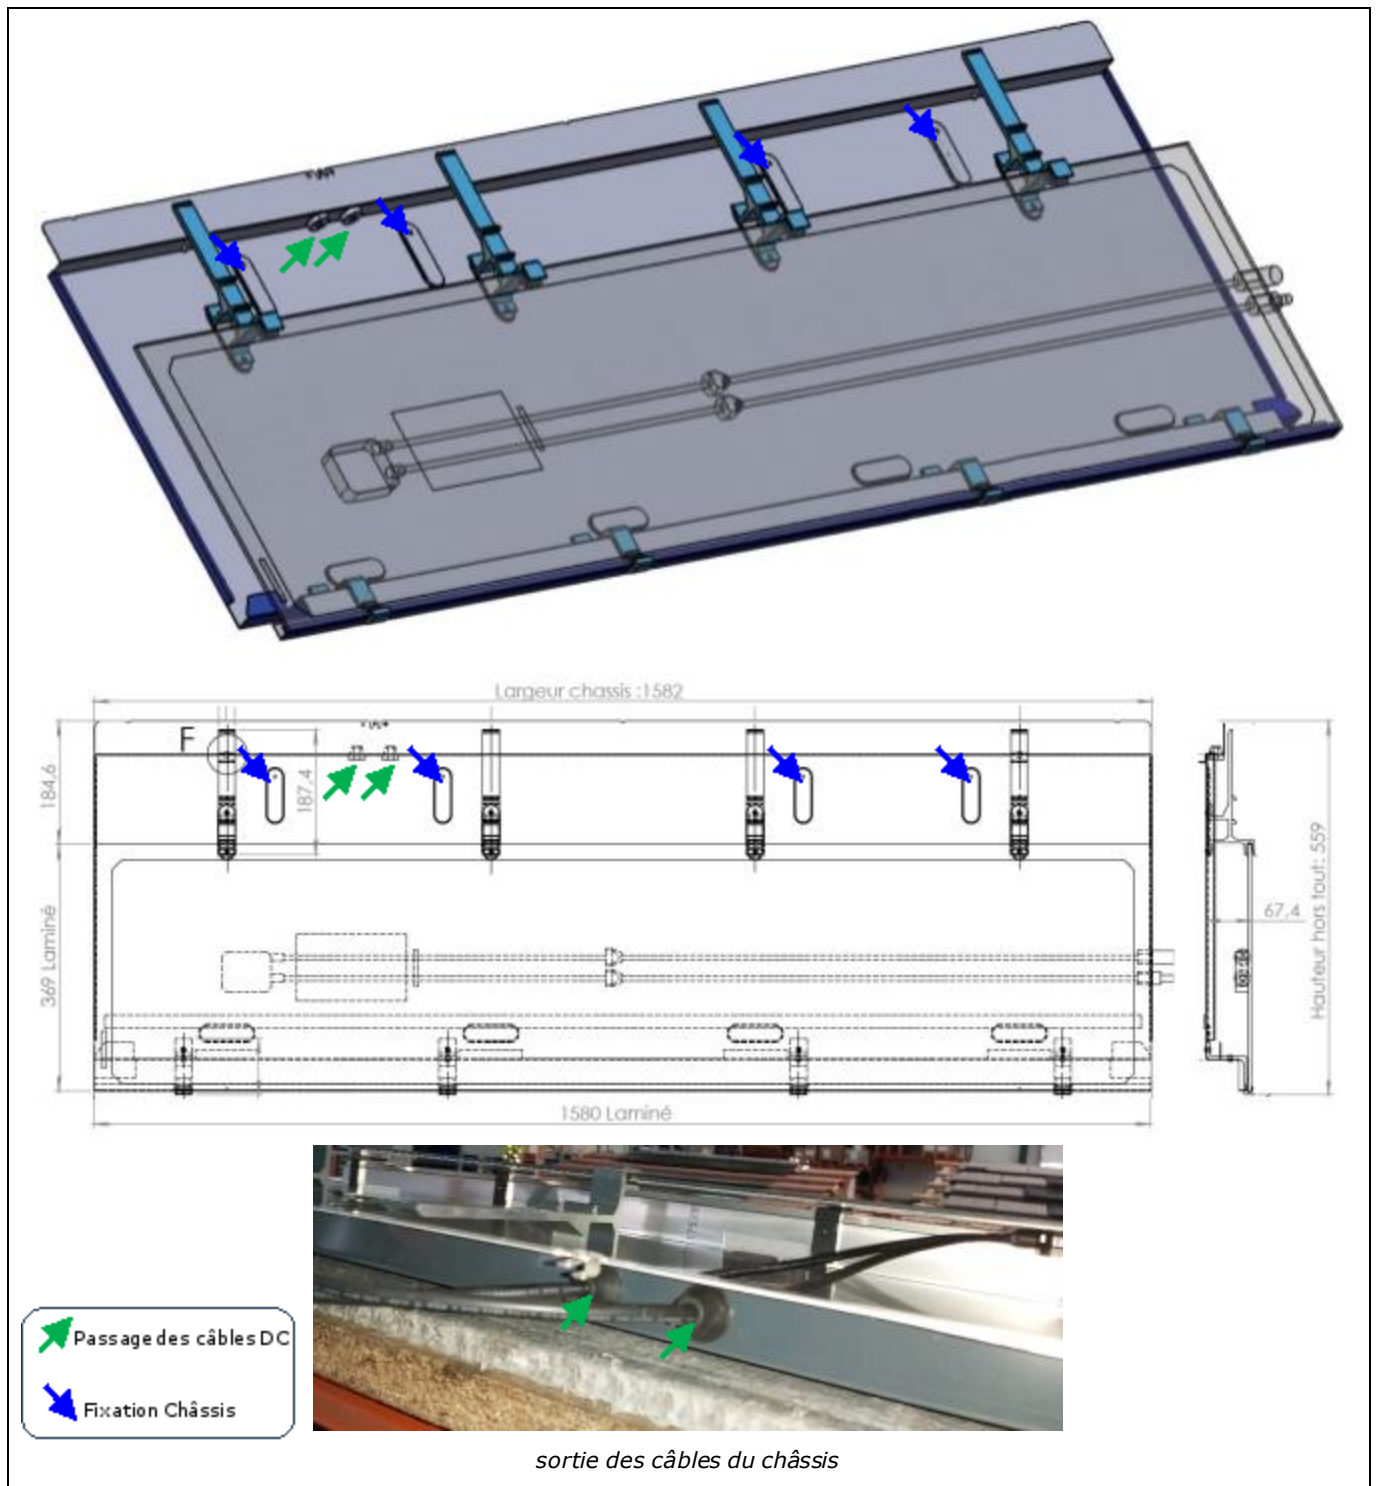 Largeur chassis :1582
F
184,6
187,4
369 Laminé
67,4
Hauteur hors tout: 559
1580 Laminé
Passage des câbles DC
Fixation Châssis
sortie des câbles du châssis